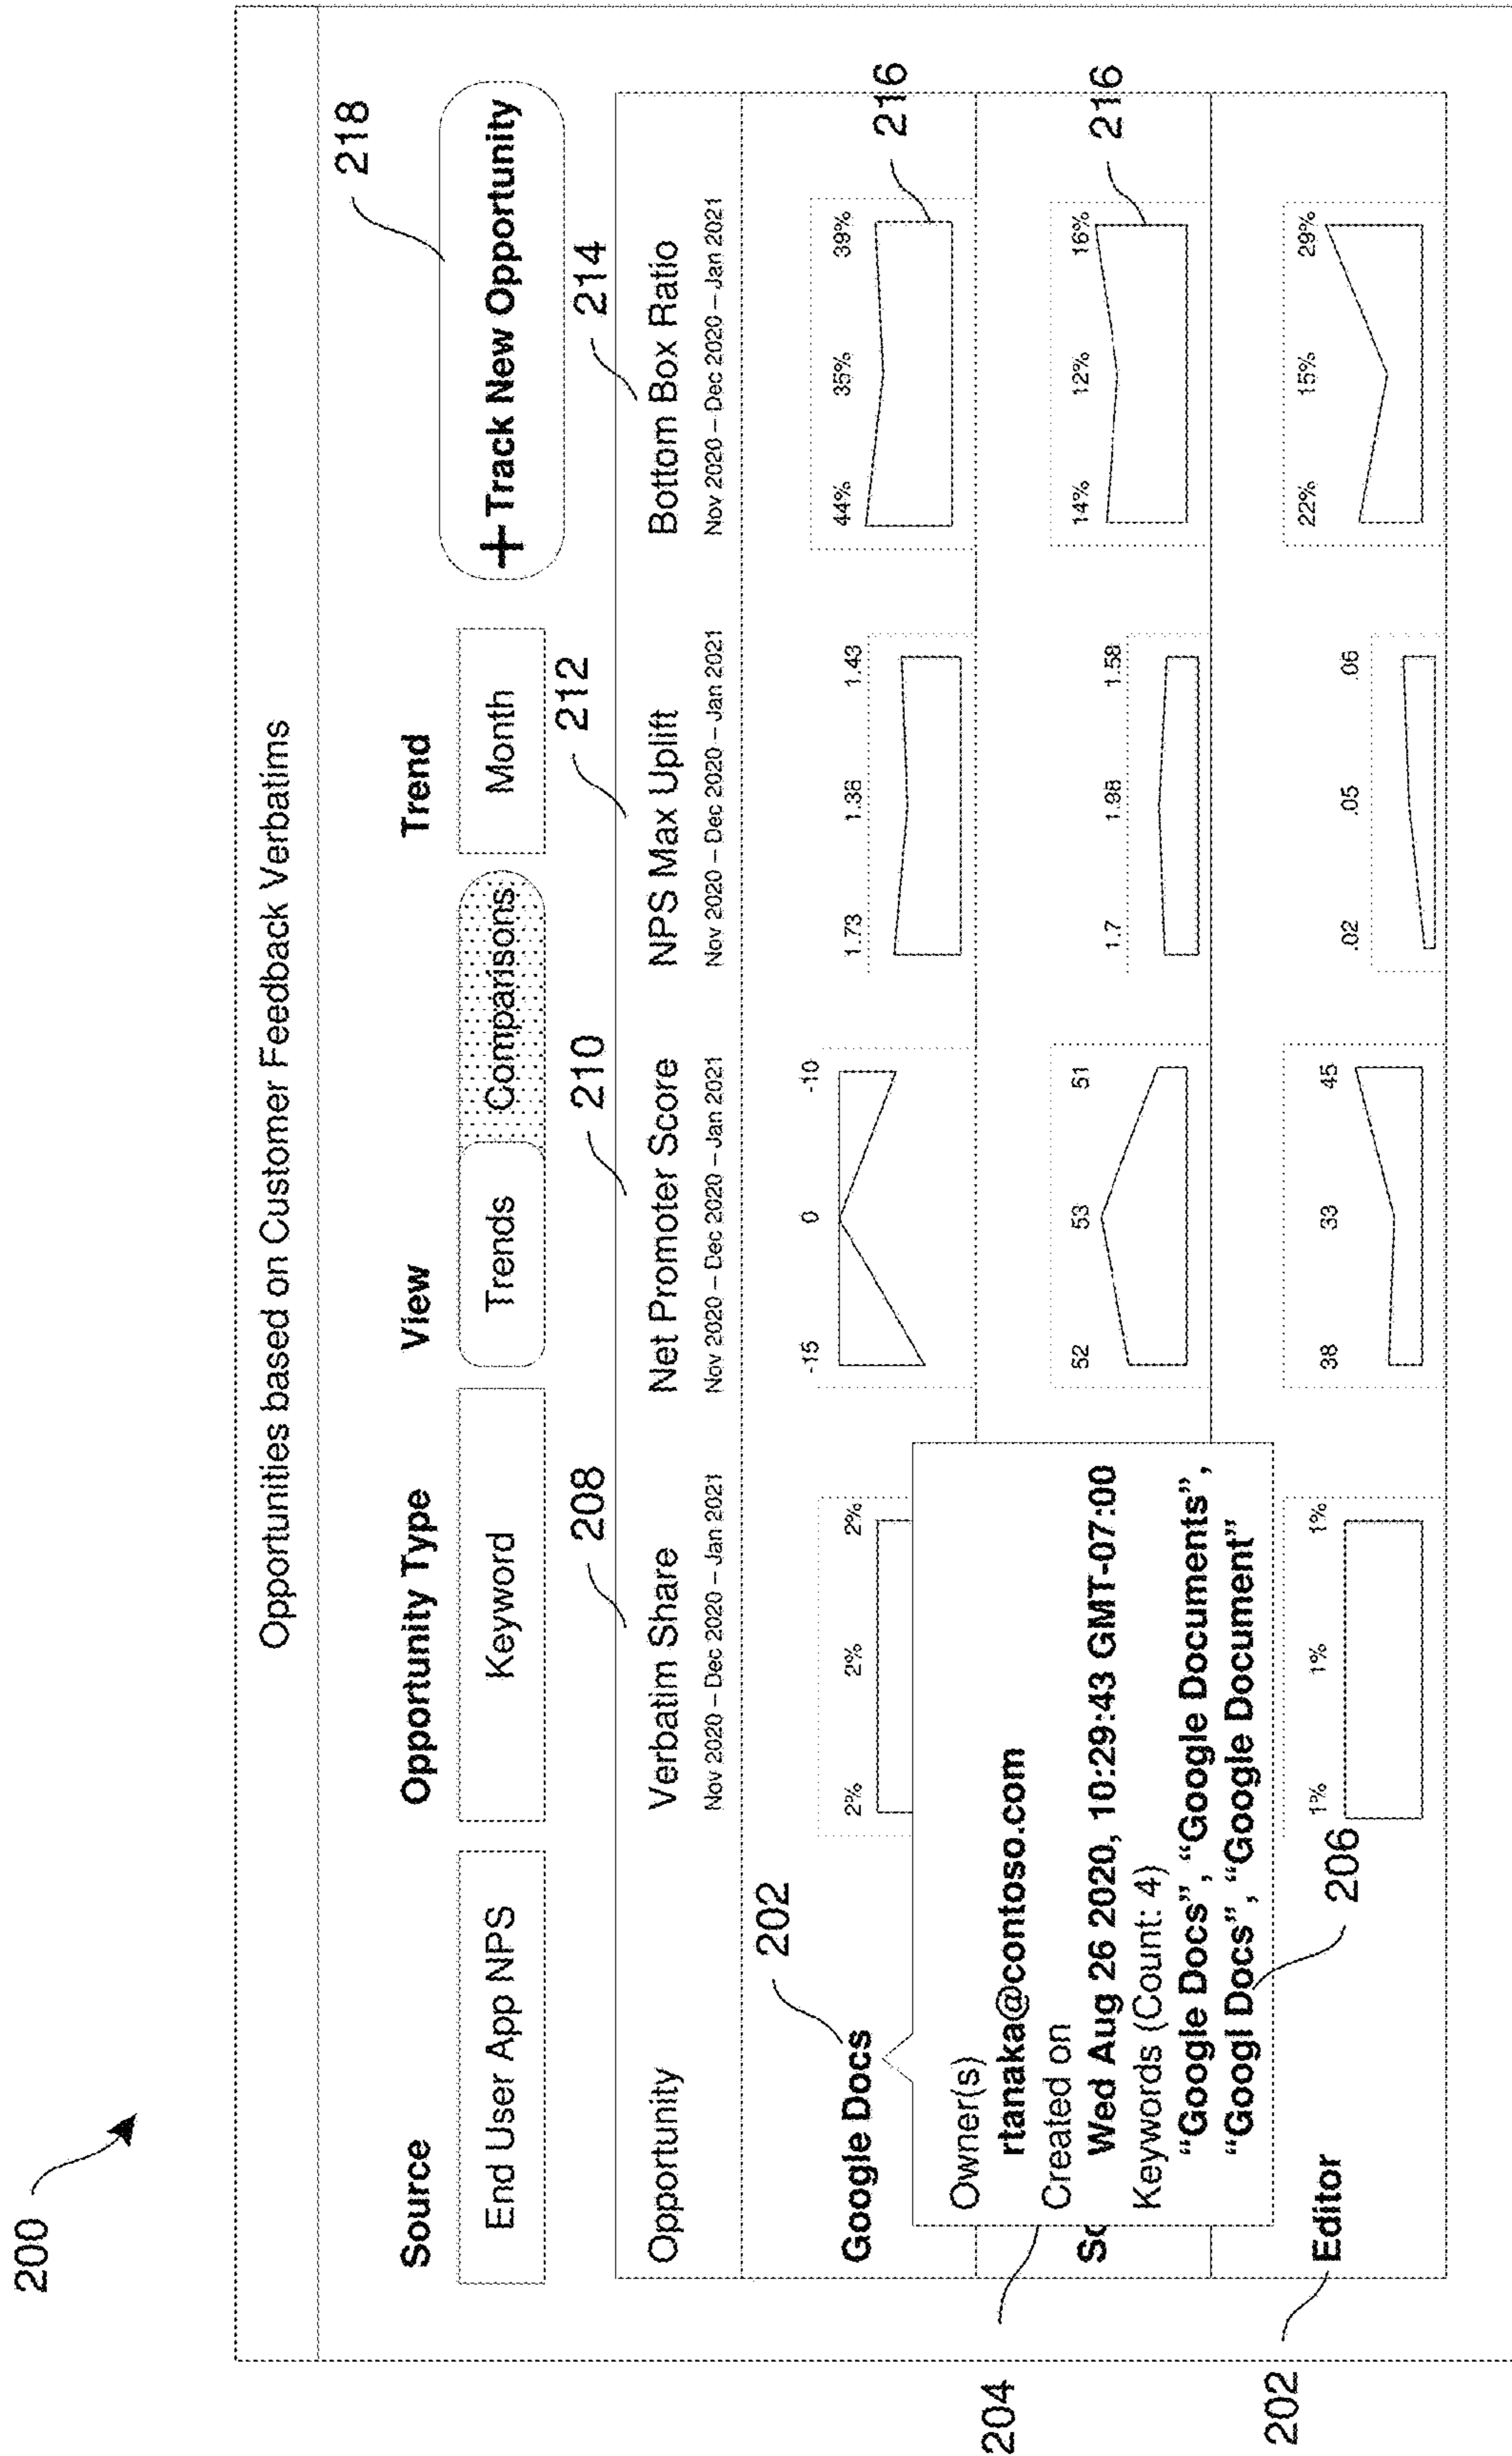 200
Opportunities based on Customer Feedback Verbatims
218
Source
Opportunity Type
View
Trend
End User App NPS
Keyword
Trends
Comparisons
Month
+Track New Opportunity
208
210
212
214
Opportunity
Verbatim Share
Net Promoter Score
NPS Max Uplift
Bottom Box Ratio
Nov 2020 – Dec 2020 – Jan 2021
Nov 2020 – Dec 2020 – Jan 2021
Nov 2020 – Dec 2020 – Jan 2021
Nov 2020 – Dec 2020 – Jan 2021
202
Google Docs
2% 2% 2%
-15 0 -10
1.73 1.36 1.43
44% 35% 39%
216
Owner(s)
rtanaka@contoso.com
Created on
Wed Aug 26 2020, 10:29:43 GMT-07:00
Keywords (Count: 4)
“Google Docs”, “Google Documents”,
“Googl Docs”, “Google Document”
204
206
52 53 51
1.7 1.98 1.58
14% 12% 16%
216
202
Editor
1% 1% 1%
38 33 45
.02 .05 .06
22% 15% 29%